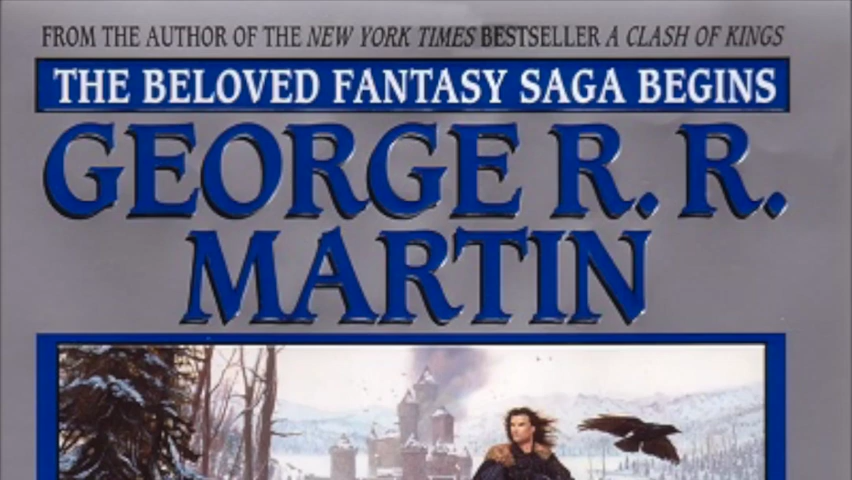 FROM THE AUTHOR OF THE NEW YORK TIMES BESTSELLER A CLASH OF KINGS
THE BELOVED FANTASY SAGA BEGINS
GEORGE R. R.
MARTIN